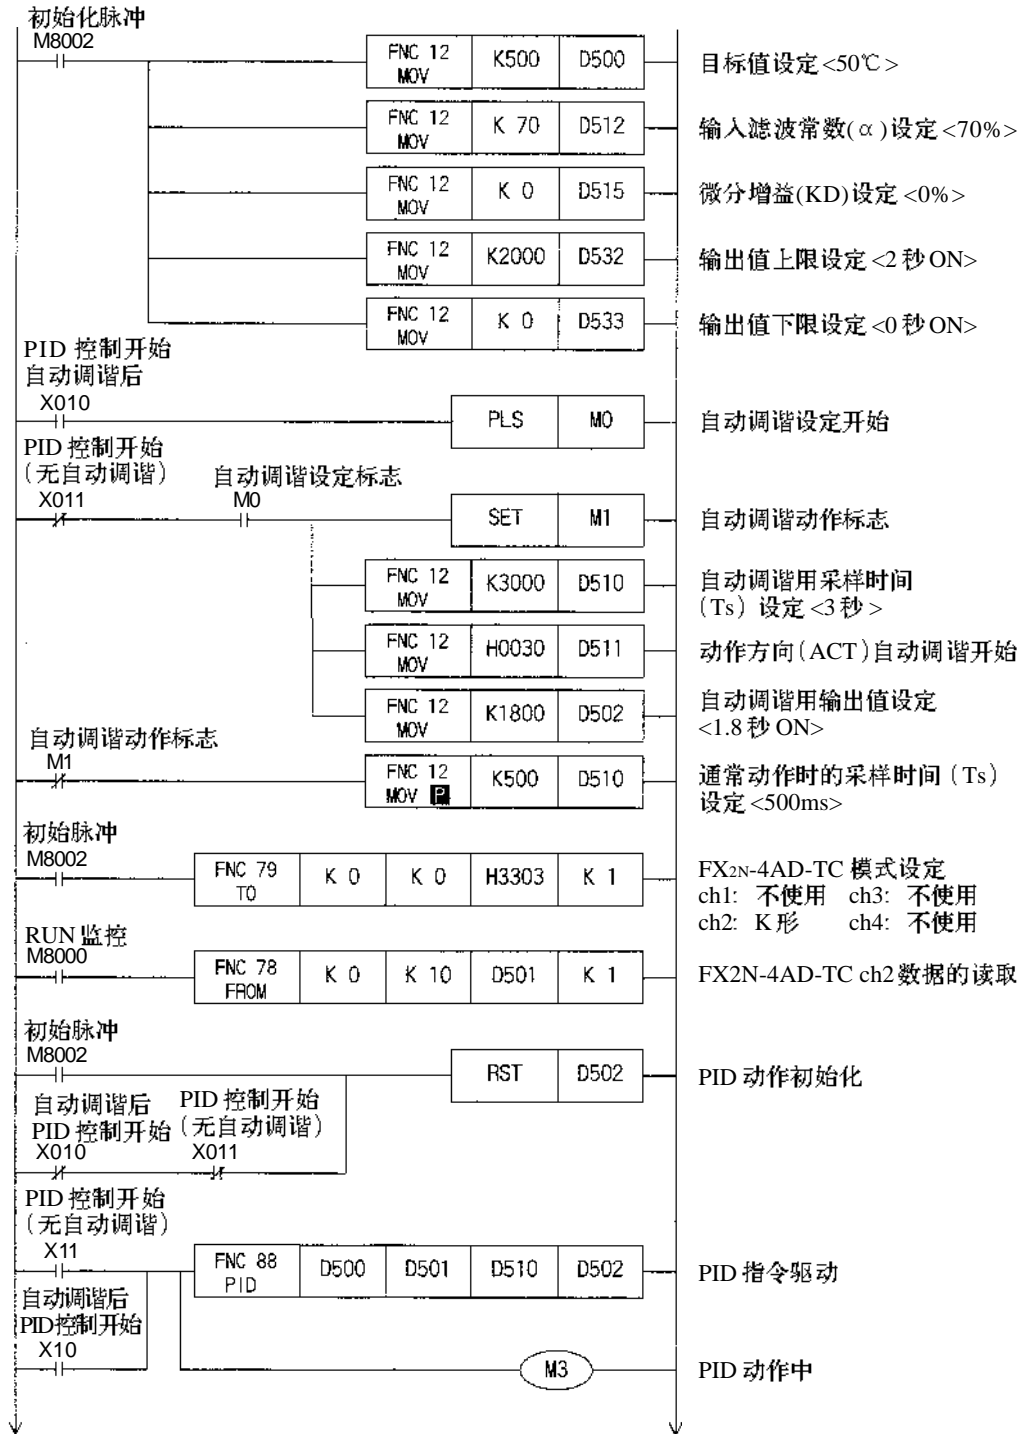 初始化脉冲
M8002
FNC 12 MOV K500 D500 目标值设定<50℃>
FNC 12 MOV K 70 D512 输入滤波常数(α)设定<70%>
FNC 12 MOV K 0 D515 微分增益(KD)设定<0%>
FNC 12 MOV K2000 D532 输出值上限设定<2秒ON>
FNC 12 MOV K 0 D533 输出值下限设定<0秒ON>
PID 控制开始
自动调谐后
X010
PLS M0 自动调谐设定开始
PID 控制开始
(无自动调谐)
X011
自动调谐设定标志
M0
SET M1 自动调谐动作标志
FNC 12 MOV K3000 D510 自动调谐用采样时间
(Ts) 设定<3秒>
FNC 12 MOV H0030 D511 动作方向(ACT)自动调谐开始
FNC 12 MOV K1800 D502 自动调谐用输出值设定
<1.8秒ON>
自动调谐动作标志
M1
FNC 12 MOV P K500 D510 通常动作时的采样时间(Ts)
设定<500ms>
初始脉冲
M8002
FNC 79 TO K 0 K 0 H3303 K 1 FX2N-4AD-TC 模式设定
ch1: 不使用 ch3: 不使用
ch2: K形 ch4: 不使用
RUN 监控
M8000
FNC 78 FROM K 0 K 10 D501 K 1 FX2N-4AD-TC ch2数据的读取
初始脉冲
M8002
RST D502 PID 动作初始化
自动调谐后
PID 控制开始
X010
PID 控制开始
(无自动调谐)
X011
PID 控制开始
(无自动调谐)
X11
FNC 88 PID D500 D501 D510 D502 PID 指令驱动
自动调谐后
PID控制开始
X10
M3 PID 动作中